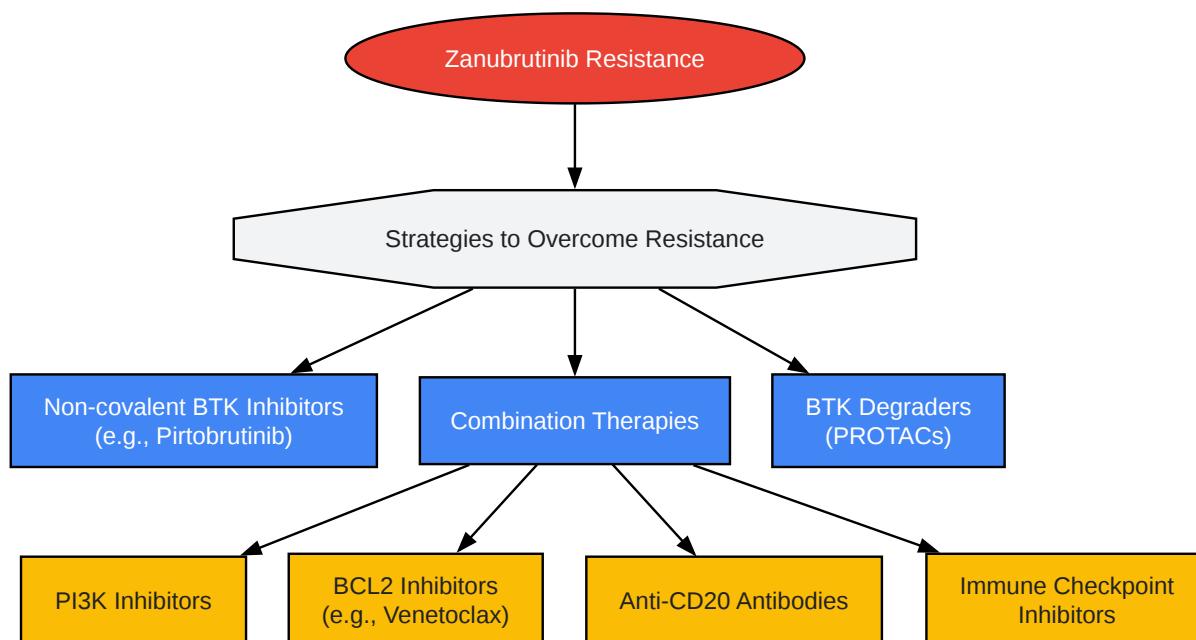 Zanubrutinib Resistance
Strategies to Overcome Resistance
Non-covalent BTK Inhibitors
(e.g., Pirtobrutinib)
Combination Therapies
BTK Degraders
(PROTACs)
PI3K Inhibitors
BCL2 Inhibitors
(e.g., Venetoclax)
Anti-CD20 Antibodies
Immune Checkpoint
Inhibitors